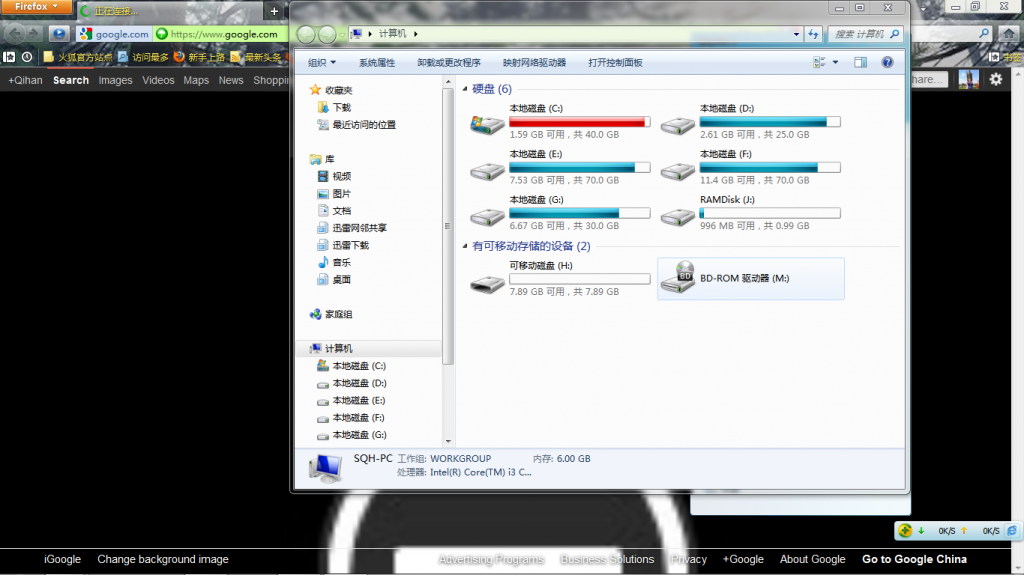 Firefox
正在连接...
+
google.com
https://www.google.com
火狐官方站点
访问最多
新手上路
最新头条
+Qihan
Search
Images
Videos
Maps
News
Shoppin
hare...
计算机
搜索 计算机
组织
系统属性
卸载或更改程序
映射网络驱动器
打开控制面板
收藏夹
下载
最近访问的位置
库
视频
图片
文档
迅雷网邻共享
迅雷下载
音乐
桌面
家庭组
计算机
本地磁盘 (C:)
本地磁盘 (D:)
本地磁盘 (E:)
本地磁盘 (F:)
本地磁盘 (G:)
硬盘 (6)
本地磁盘 (C:)
1.59 GB 可用，共 40.0 GB
本地磁盘 (D:)
2.61 GB 可用，共 25.0 GB
本地磁盘 (E:)
7.53 GB 可用，共 70.0 GB
本地磁盘 (F:)
11.4 GB 可用，共 70.0 GB
本地磁盘 (G:)
6.67 GB 可用，共 30.0 GB
RAMDisk (J:)
996 MB 可用，共 0.99 GB
有可移动存储的设备 (2)
可移动磁盘 (H:)
7.89 GB 可用，共 7.89 GB
BD
BD-ROM 驱动器 (M:)
SQH-PC 工作组: WORKGROUP 内存: 6.00 GB
处理器: Intel(R) Core(TM) i3 C...
0K/S
0K/S
iGoogle
Change background image
Advertising Programs
Business Solutions
Privacy
+Google
About Google
Go to Google China